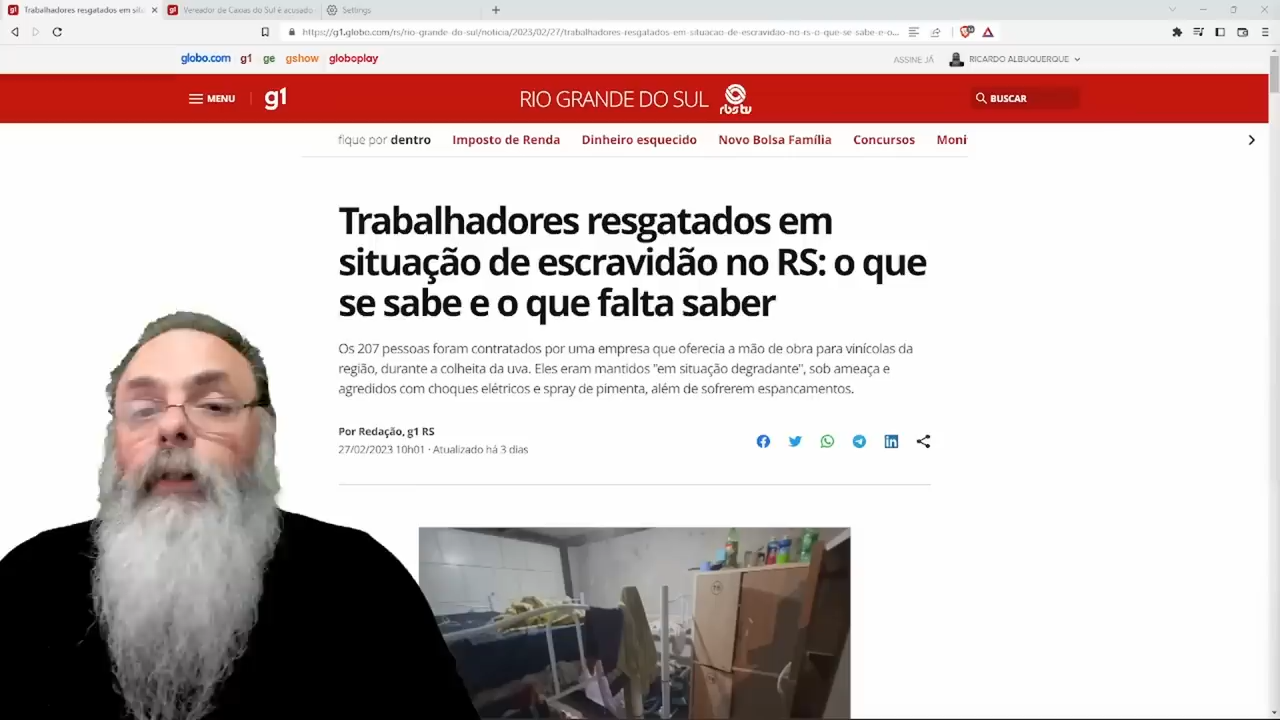 Trabalhadores resgatados em situ
Vereador de Caxias do Sul é acusado
Settings
https://g1.globo.com/rs/rio-grande-do-sul/noticia/2023/02/27/trabalhadores-resgatados-em-situacao-de-escravidao-no-rs-o-que-se-sabe-e-o...
globo.com g1 ge gshow globoplay
ASSINE JÁ RICARDO ALBUQUERQUE
MENU g1 RIO GRANDE DO SUL rbs tv BUSCAR
fique por dentro Imposto de Renda Dinheiro esquecido Novo Bolsa Família Concursos Moni
Trabalhadores resgatados em
situação de escravidão no RS: o que
se sabe e o que falta saber
Os 207 pessoas foram contratados por uma empresa que oferecia a mão de obra para vinícolas da
região, durante a colheita da uva. Eles eram mantidos "em situação degradante", sob ameaça e
agredidos com choques elétricos e spray de pimenta, além de sofrerem espancamentos.
Por Redação, g1 RS
27/02/2023 10h01 · Atualizado há 3 dias